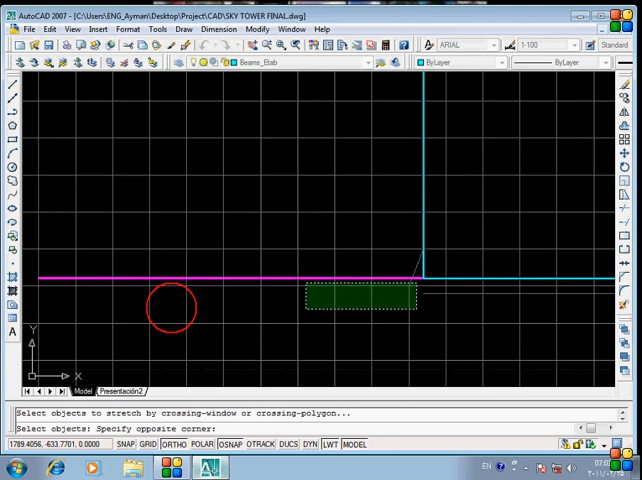 AutoCAD 2007 - [C:\Users\ENG_Ayman\Desktop\Project\CAD\SKY TOWER FINAL.dwg]
File Edit View Insert Format Tools Draw Dimension Modify Window Help
ARIAL 1-100 Standard
Beams_Etab ByLayer ByLayer
Y
X
Model Presentación2
Select objects to stretch by crossing-window or crossing-polygon...
Select objects: Specify opposite corner:
1789.4056, -633.7701, 0.0000 SNAP GRID ORTHO POLAR OSNAP OTRACK DUCS DYN LWT MODEL
EN